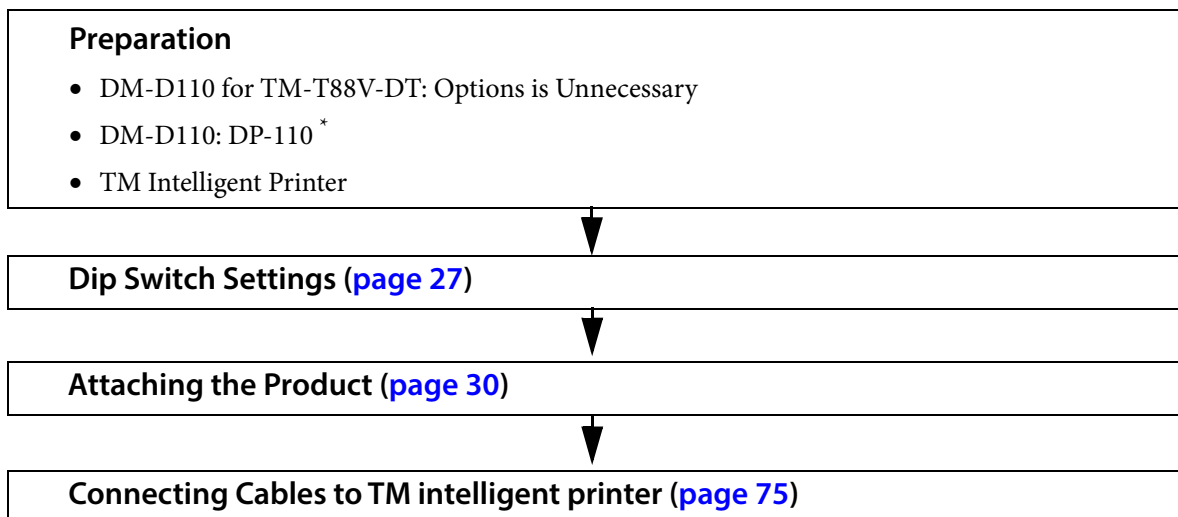 Preparation
• DM-D110 for TM-T88V-DT: Options is Unnecessary
• DM-D110: DP-110 *
• TM Intelligent Printer
Dip Switch Settings (page 27)
Attaching the Product (page 30)
Connecting Cables to TM intelligent printer (page 75)